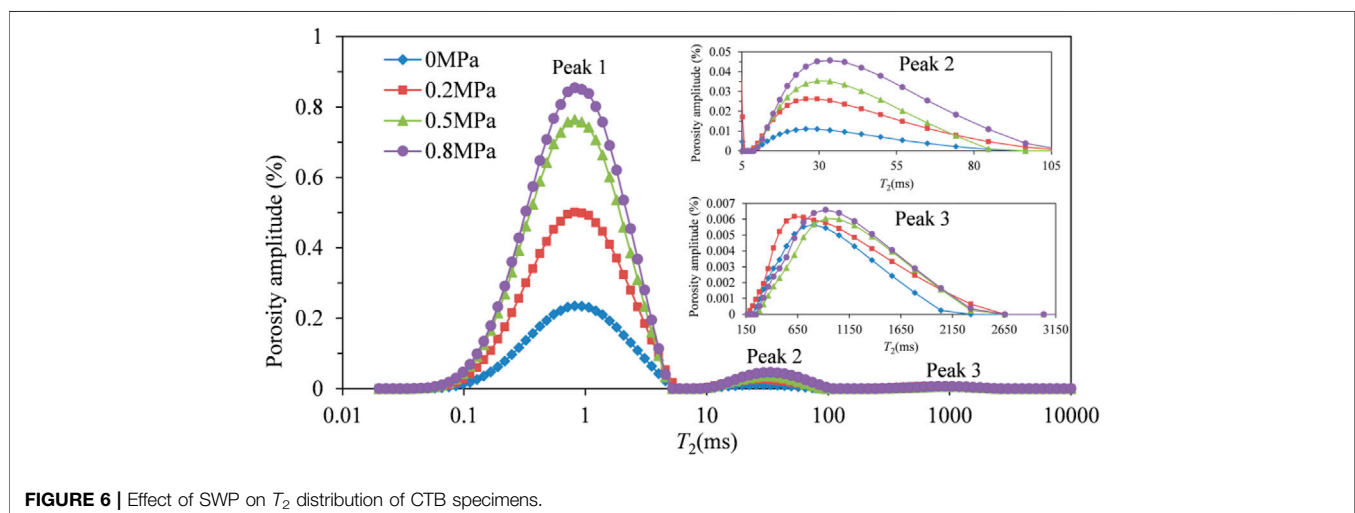 1
0.8
0.6
0.4
0.2
0
Porosity amplitude (%)
0.01 0.1 1 10 100 1000 10000
T₂(ms)
0MPa
0.2MPa
0.5MPa
0.8MPa
Peak 1
Peak 2
Peak 3
0.05
0.04
0.03
0.02
0.01
0
Porosity amplitude (%)
Peak 2
5 30 55 80 105
T₂(ms)
0.007
0.006
0.005
0.004
0.003
0.002
0.001
0
Porosity amplitude (%)
Peak 3
150 650 1150 1650 2150 2650 3150
T₂(ms)
FIGURE 6 | Effect of SWP on T₂ distribution of CTB specimens.